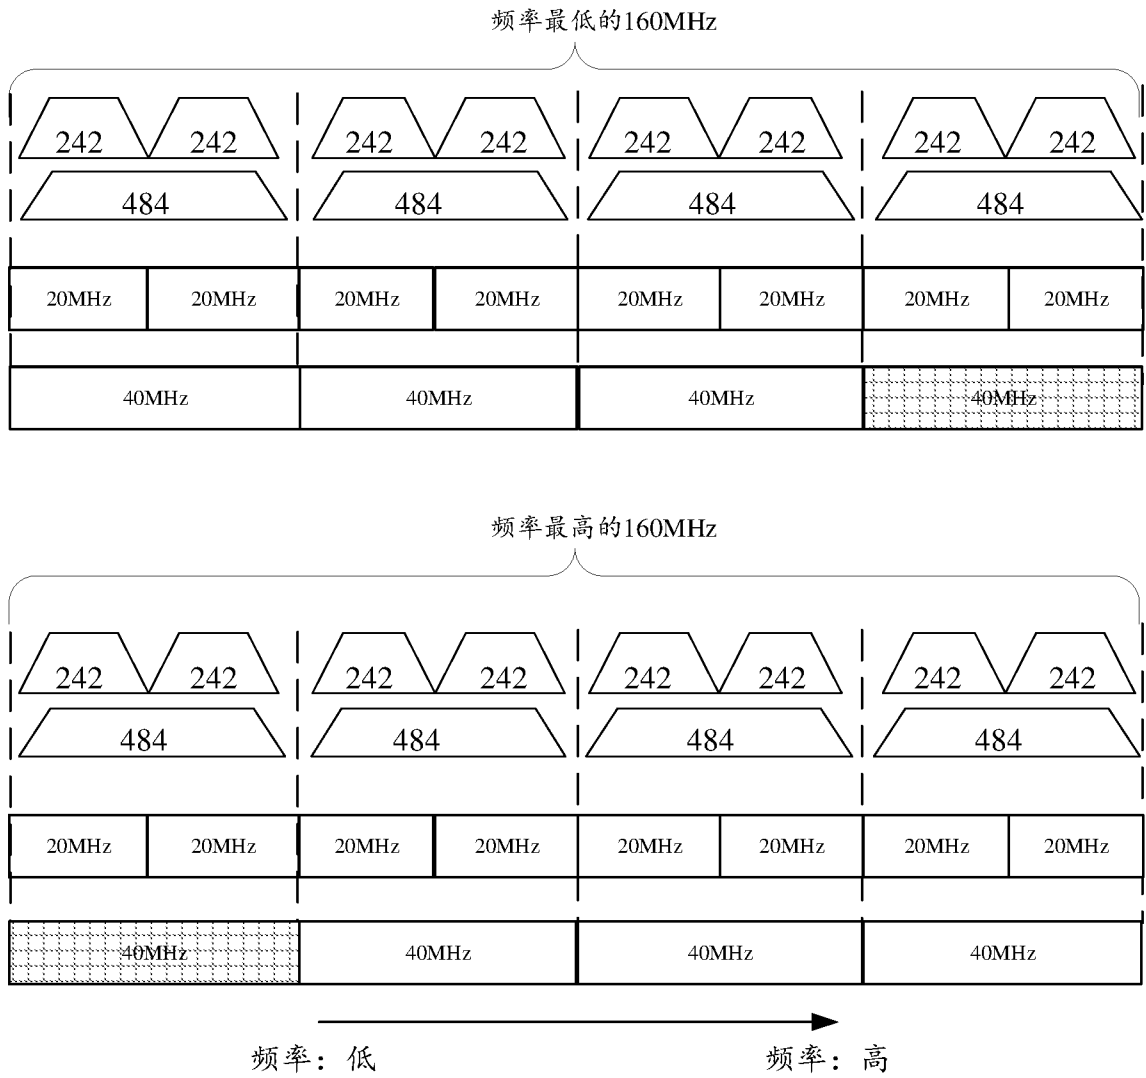 频率最低的160MHz
242 242 242 242 242 242 242 242
484 484 484 484
20MHz 20MHz 20MHz 20MHz 20MHz 20MHz 20MHz 20MHz
40MHz 40MHz 40MHz 40MHz
频率最高的160MHz
242 242 242 242 242 242 242 242
484 484 484 484
20MHz 20MHz 20MHz 20MHz 20MHz 20MHz 20MHz 20MHz
40MHz 40MHz 40MHz 40MHz
频率：低 频率：高